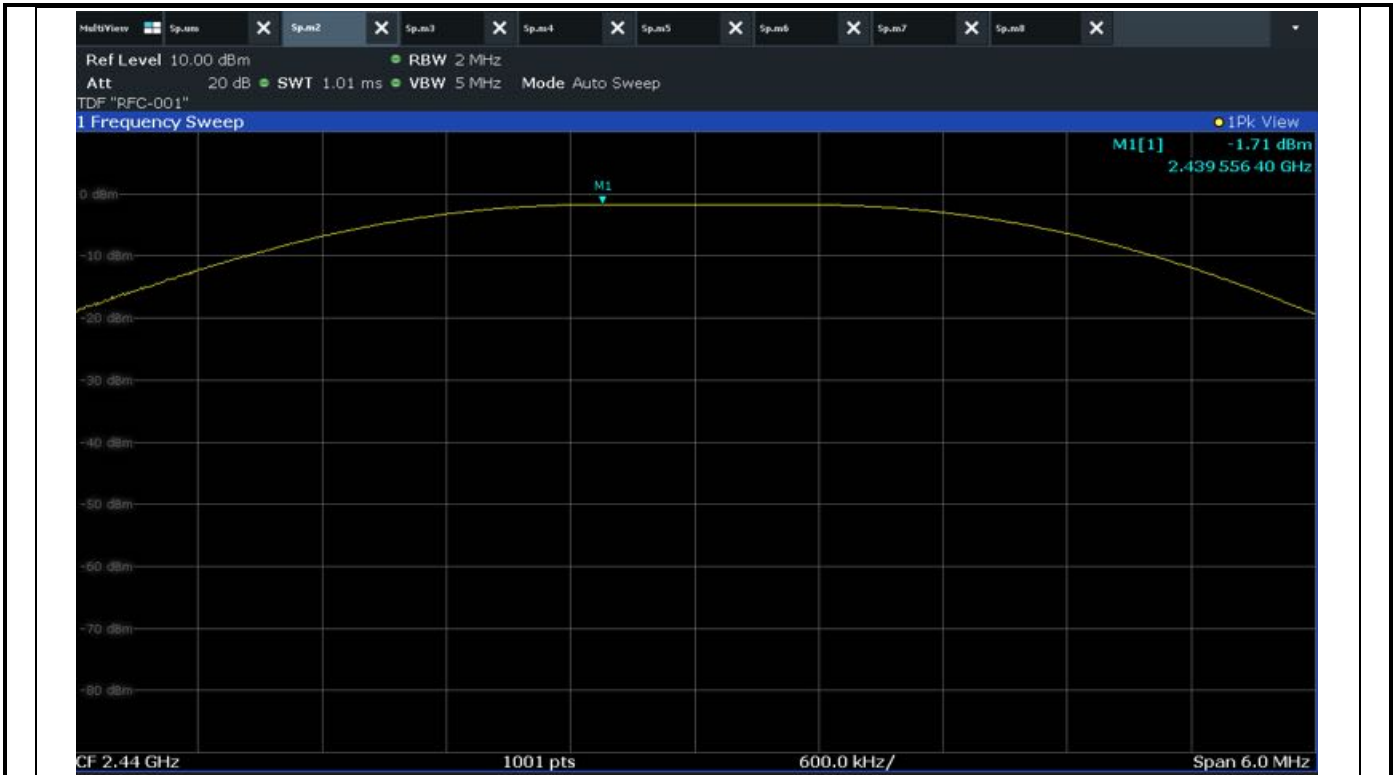 MultiView Sp.um Sp.m2 Sp.m3 Sp.m4 Sp.m5 Sp.m6 Sp.m7 Sp.m8
Ref Level 10.00 dBm RBW 2 MHz
Att 20 dB SWT 1.01 ms VBW 5 MHz Mode Auto Sweep
TDF "RFC-001"
1 Frequency Sweep 1Pk View
M1[1] -1.71 dBm
2.439 556 40 GHz
M1
0 dBm
-10 dBm
-20 dBm
-30 dBm
-40 dBm
-50 dBm
-60 dBm
-70 dBm
-80 dBm
CF 2.44 GHz 1001 pts 600.0 kHz/ Span 6.0 MHz